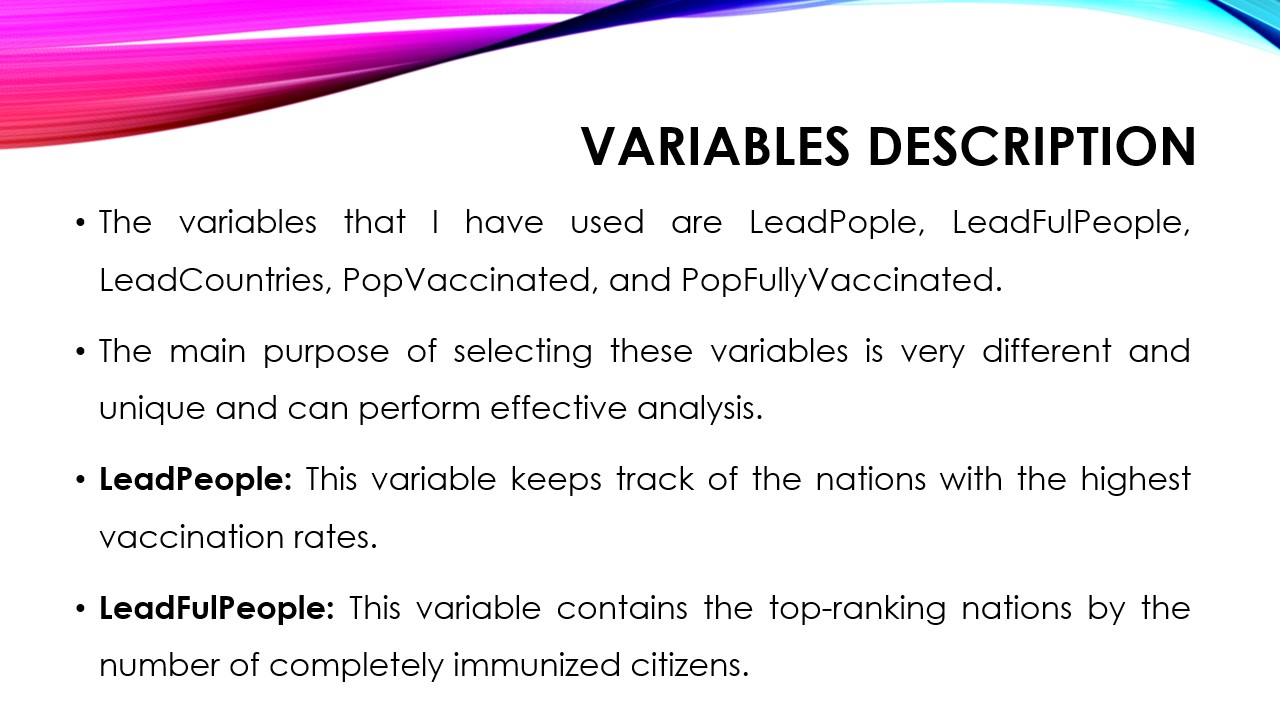 VARIABLES DESCRIPTION
• The variables that I have used are LeadPople, LeadFulPeople,
LeadCountries, PopVaccinated, and PopFullyVaccinated.
• The main purpose of selecting these variables is very different and
unique and can perform effective analysis.
• LeadPeople: This variable keeps track of the nations with the highest
vaccination rates.
• LeadFulPeople: This variable contains the top-ranking nations by the
number of completely immunized citizens.